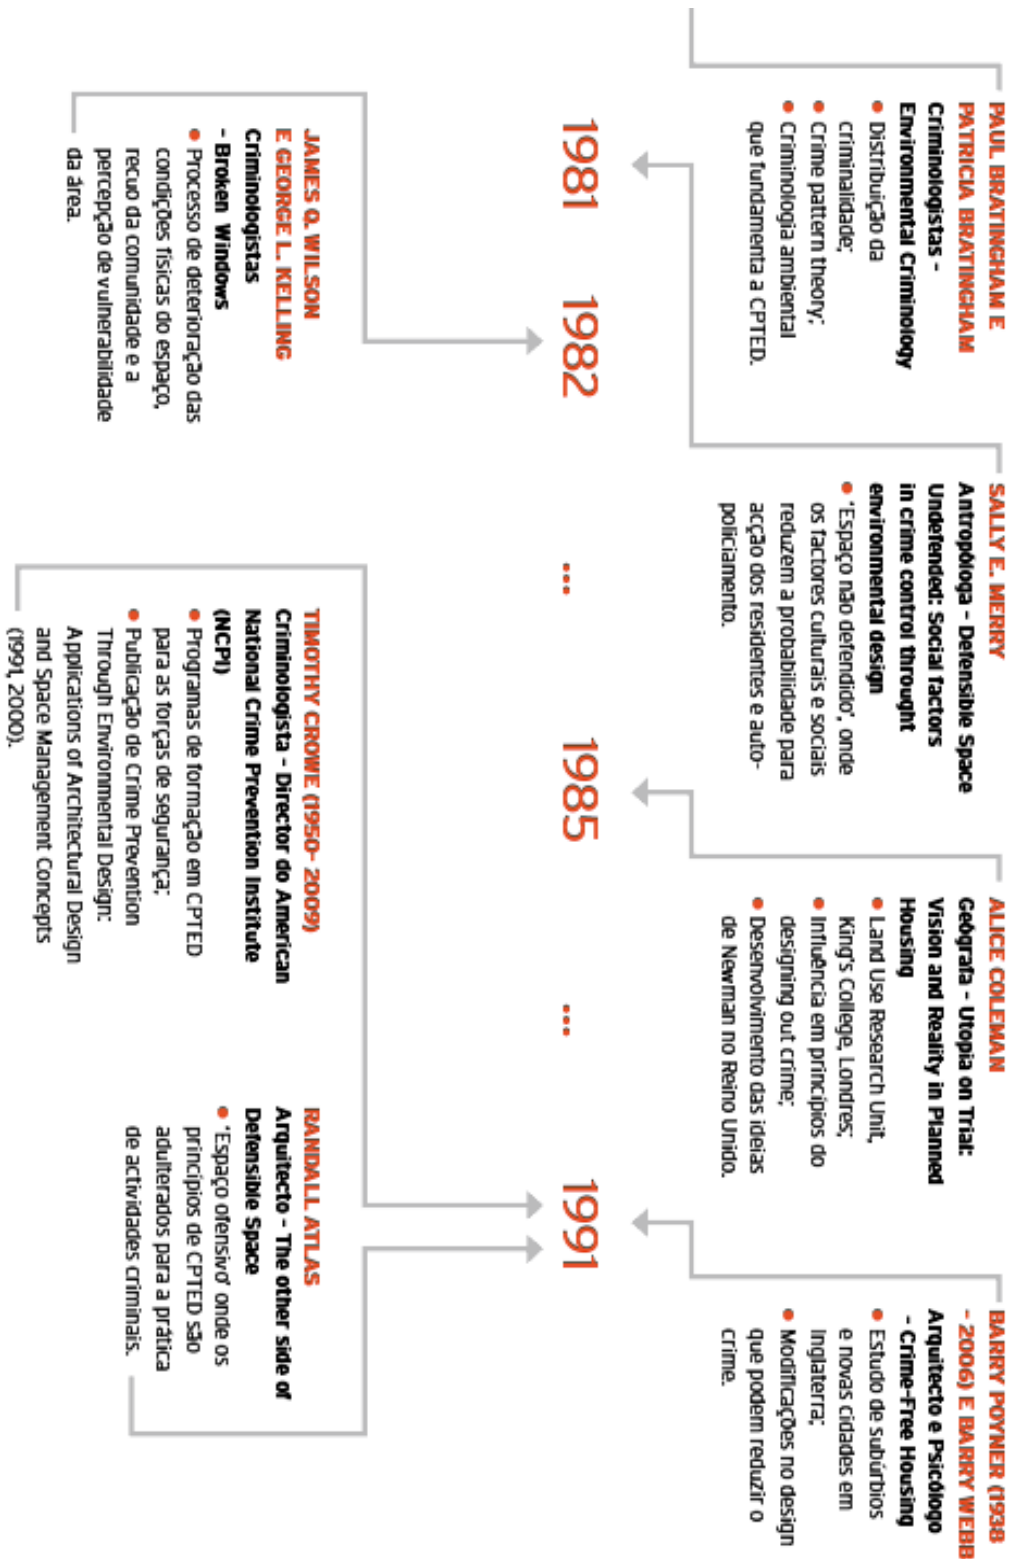 PAUL BRATINGHAM E
PATRICIA BRATINGHAM
Criminologistas -
Environmental Criminology
• Distribuição da
criminalidade;
• Crime pattern theory;
• Criminologia ambiental
que fundamenta a CPTED.
SALLY E. MERRY
Antropóloga - Defensible Space
Undefended: Social factors
in crime control throught
environmental design
• 'Espaço não defendido', onde
os factores culturais e sociais
reduzem a probabilidade para
acção dos residentes e auto-
policiamento.
ALICE COLEMAN
Geógrafa - Utopia on Trial:
Vision and Reality in Planned
Housing
• Land Use Research Unit,
King's College, Londres;
• Influência em princípios do
designing out crime;
• Desenvolvimento das ideias
de Newman no Reino Unido.
BARRY POYNER (1938
- 2006) E BARRY WEBB
Arquitecto e Psicólogo
- Crime-Free Housing
• Estudo de subúrbios
e novas cidades em
Inglaterra;
• Modificações no design
que podem reduzir o
crime.
1981
1982
...
1985
...
1991
JAMES Q. WILSON
E GEORGE L. KELLING
Criminologistas
- Broken Windows
• Processo de deterioração das
condições físicas do espaço,
recuo da comunidade e a
percepção de vulnerabilidade
da área.
TIMOTHY CROWE (1950- 2009)
Criminologista - Director do American
National Crime Prevention Institute
(NCPI)
• Programas de formação em CPTED
para as forças de segurança;
• Publicação de Crime Prevention
Through Environmental Design:
Applications of Architectural Design
and Space Management Concepts
(1991, 2000).
RANDALL ATLAS
Arquitecto - The other side of
Defensible Space
• 'Espaço ofensivo' onde os
princípios de CPTED são
adulterados para a prática
de actividades criminais.